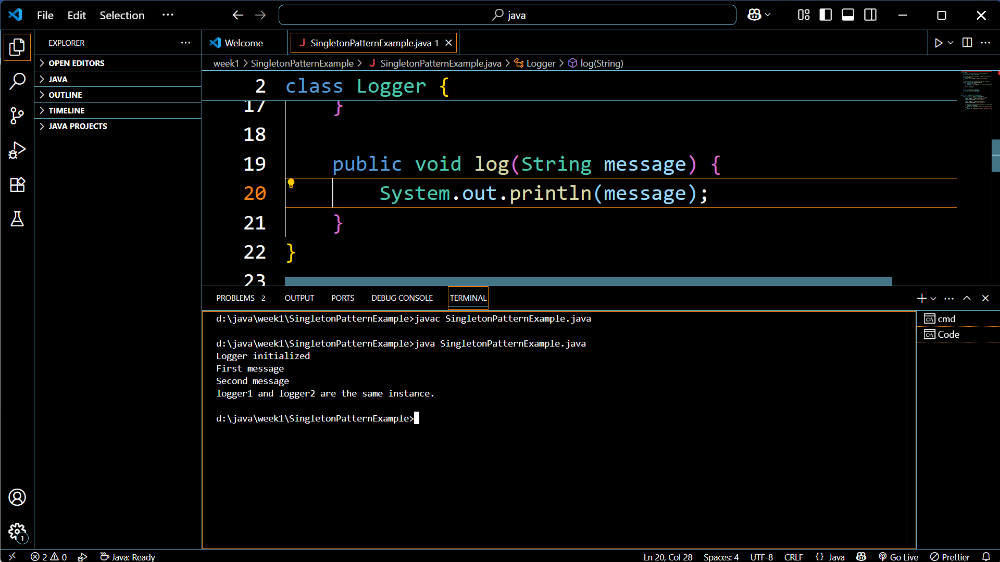 File Edit Selection ···
java
EXPLORER ···
OPEN EDITORS
JAVA
OUTLINE
TIMELINE
JAVA PROJECTS
Welcome
SingletonPatternExample.java 1
week1 > SingletonPatternExample > J SingletonPatternExample.java > Logger > log(String)
2 class Logger {
17 }
18
19 public void log(String message) {
20 System.out.println(message);
21 }
22 }
23
PROBLEMS 2 OUTPUT PORTS DEBUG CONSOLE TERMINAL
d:\java\week1\SingletonPatternExample>javac SingletonPatternExample.java
d:\java\week1\SingletonPatternExample>java SingletonPatternExample.java
Logger initialized
First message
Second message
logger1 and logger2 are the same instance.
d:\java\week1\SingletonPatternExample>
cmd
Code
1
2 0 Java: Ready
Ln 20, Col 28 Spaces: 4 UTF-8 CRLF {} Java Go Live Prettier